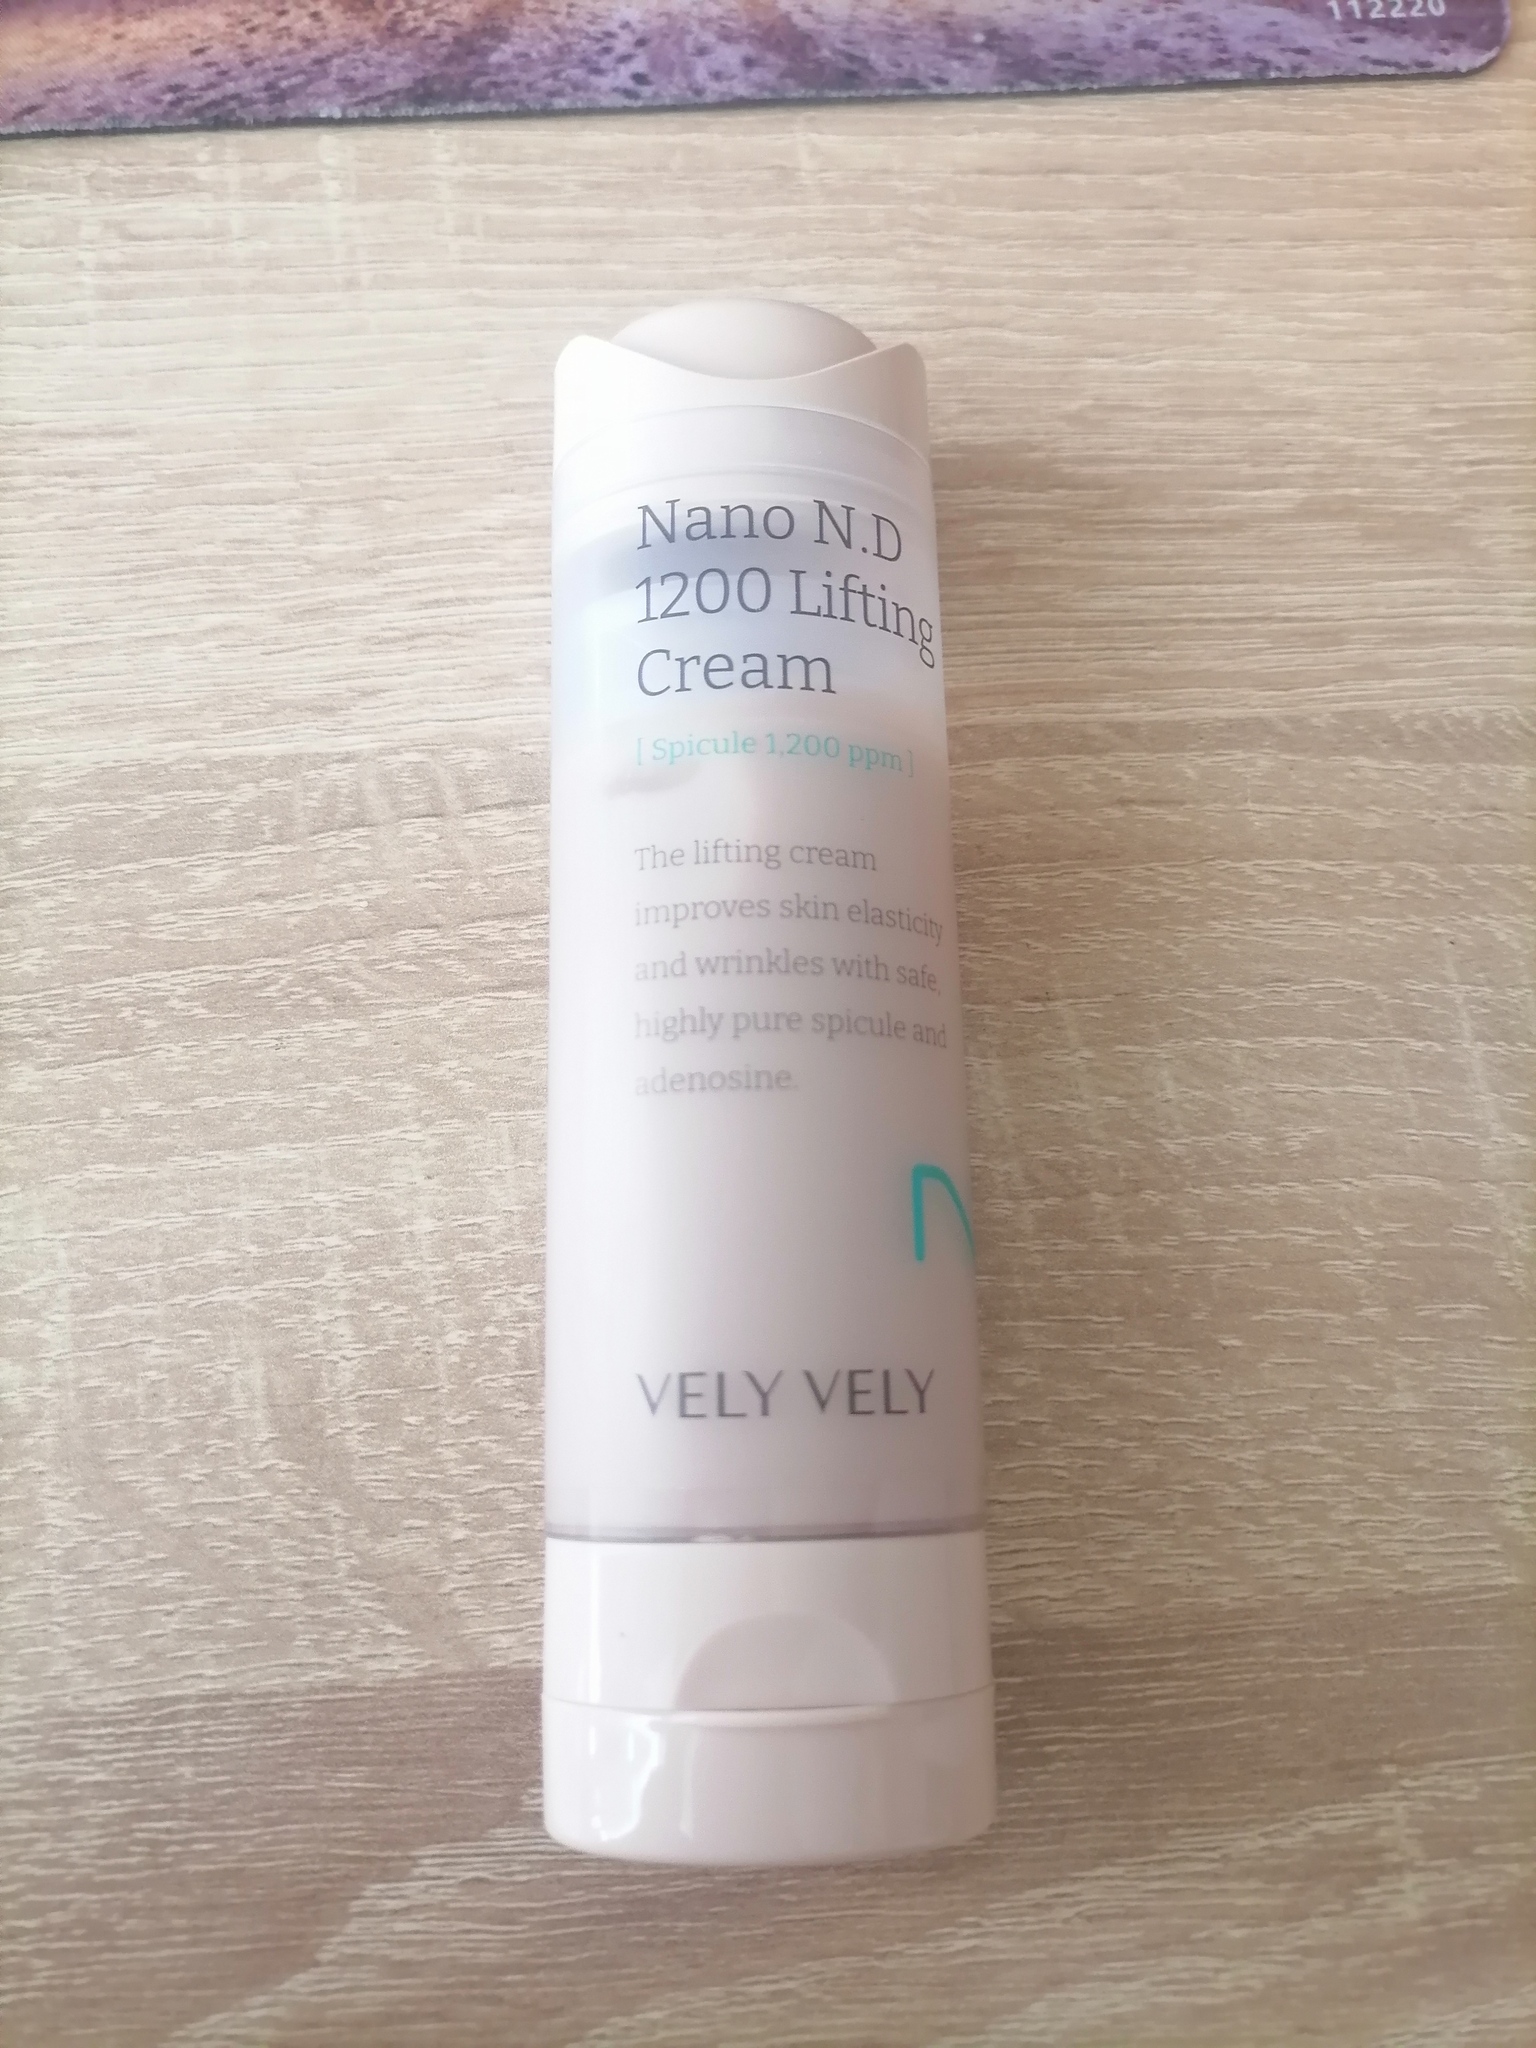 112220
Nano N.D
1200 Lifting
Cream
[ Spicule 1,200 ppm ]
The lifting cream
improves skin elasticity
and wrinkles with safe,
highly pure spicule and
adenosine.
N
VELY VELY